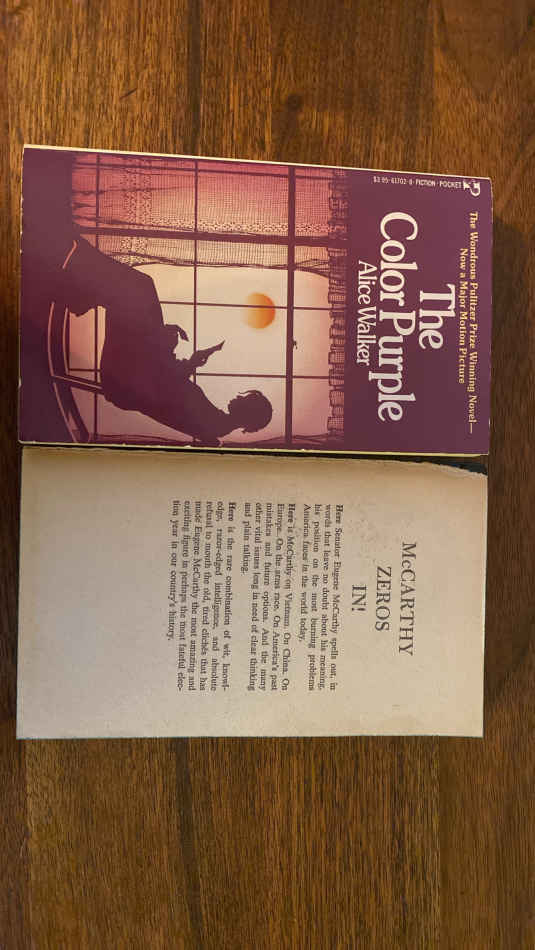 $3.95 · 61702-0 · FICTION · POCKET
The Wondrous Pulitzer Prize Winning Novel—
Now a Major Motion Picture
The
Color Purple
Alice Walker
McCARTHY
ZEROS
IN!
Here Senator Eugene McCarthy spells out, in
words that leave no doubt about his meaning,
his position on the most burning problems
America faces in the world today.
Here is McCarthy on Vietnam. On China. On
Europe. On the arms race. On America's past
mistakes and future options. And the many
other vital issues long in need of clear thinking
and plain talking.
Here is the rare combination of wit, knowl-
edge, razor-edged intelligence, and absolute
refusal to mouth the old, tired clichés that has
made Eugene McCarthy the most amazing and
exciting figure in perhaps the most fateful elec-
tion year in our country's history.